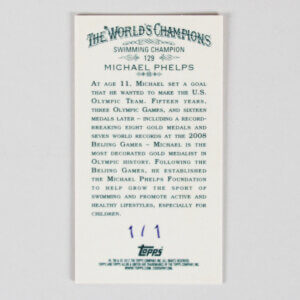 The World's Champions
SWIMMING CHAMPION
129
MICHAEL PHELPS
At age 11, Michael set a goal
that he wanted to make the U.S.
Olympic Team. Fifteen years,
three Olympic Games, and sixteen
medals later – including a record-
breaking eight gold medals and
seven world records at the 2008
Beijing Games – Michael is the
most decorated gold medalist in
Olympic history. Following the
Beijing Games, he established
the Michael Phelps Foundation
to help grow the sport of
swimming and promote active and
healthy lifestyles, especially for
children.
1/1
Topps